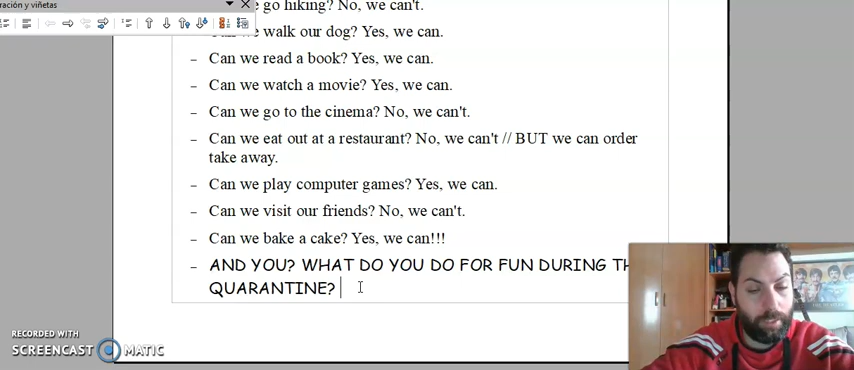 ración y viñetas
go hiking? No, we can't.
walk our dog? Yes, we can.
– Can we read a book? Yes, we can.
– Can we watch a movie? Yes, we can.
– Can we go to the cinema? No, we can't.
– Can we eat out at a restaurant? No, we can't // BUT we can order
take away.
– Can we play computer games? Yes, we can.
– Can we visit our friends? No, we can't.
– Can we bake a cake? Yes, we can!!!
– AND YOU? WHAT DO YOU DO FOR FUN DURING TH
QUARANTINE?
RECORDED WITH
SCREENCAST MATIC